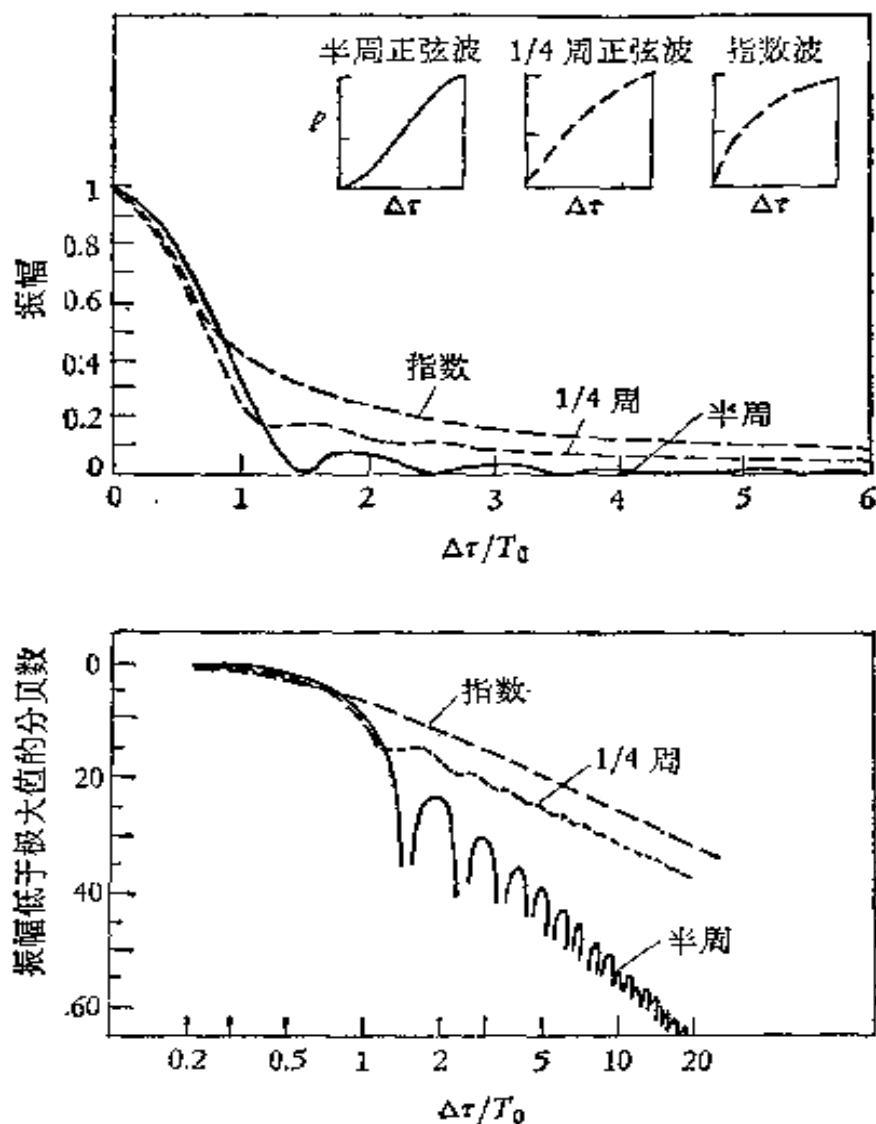 半周正弦波 1/4 周正弦波 指数波
ℓ
Δτ Δτ Δτ
1
0.8
0.6
0.4
0.2
0
振幅
指数
1/4 周
半周
0 1 2 3 4 5 6
Δτ/T₀
振幅低于极大值的分贝数
0
20
40
60
指数
1/4 周
半周
0.2 0.5 1 2 5 10 20
Δτ/T₀